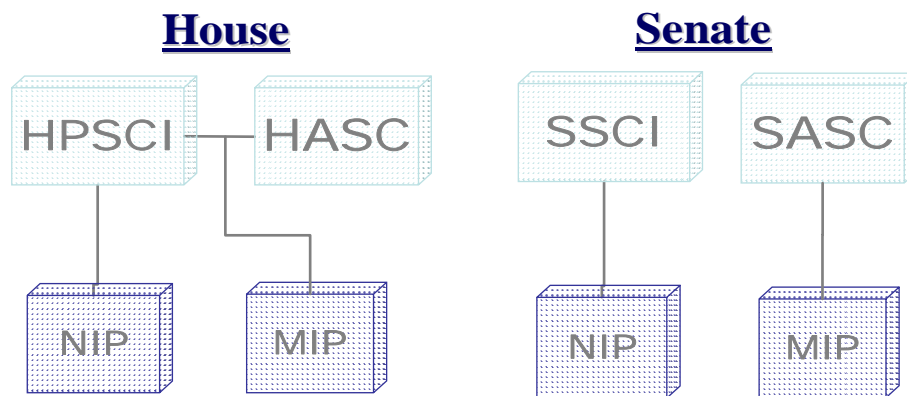 House
Senate
HPSCI
HASC
SSCI
SASC
NIP
MIP
NIP
MIP